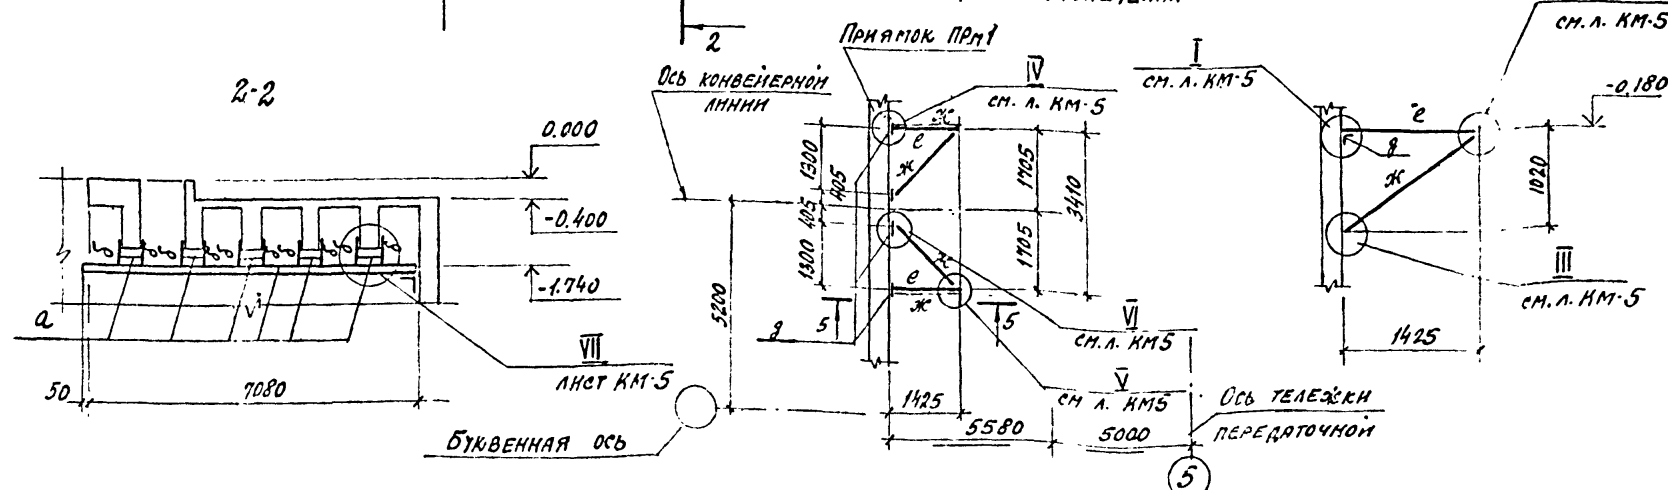 2
2-2
0.000
-0.400
-1.740
б
а
VII
лист КМ-5
50
7080
Буквенная ось
Приямок ПРм1
Ось конвейерной
линии
IV
см. л. КМ-5
ж
е
ж
1300
405
405
1300
5200
1705
1705
3410
ж
е
ж
5
5
д
VI
см. л. КМ5
V
см л. КМ5
1425
5580
5000
Ось тележки
передаточной
5
I
см. л. КМ-5
см. л. КМ-5
-0.180
е
д
ж
1020
III
см. л. КМ-5
1425